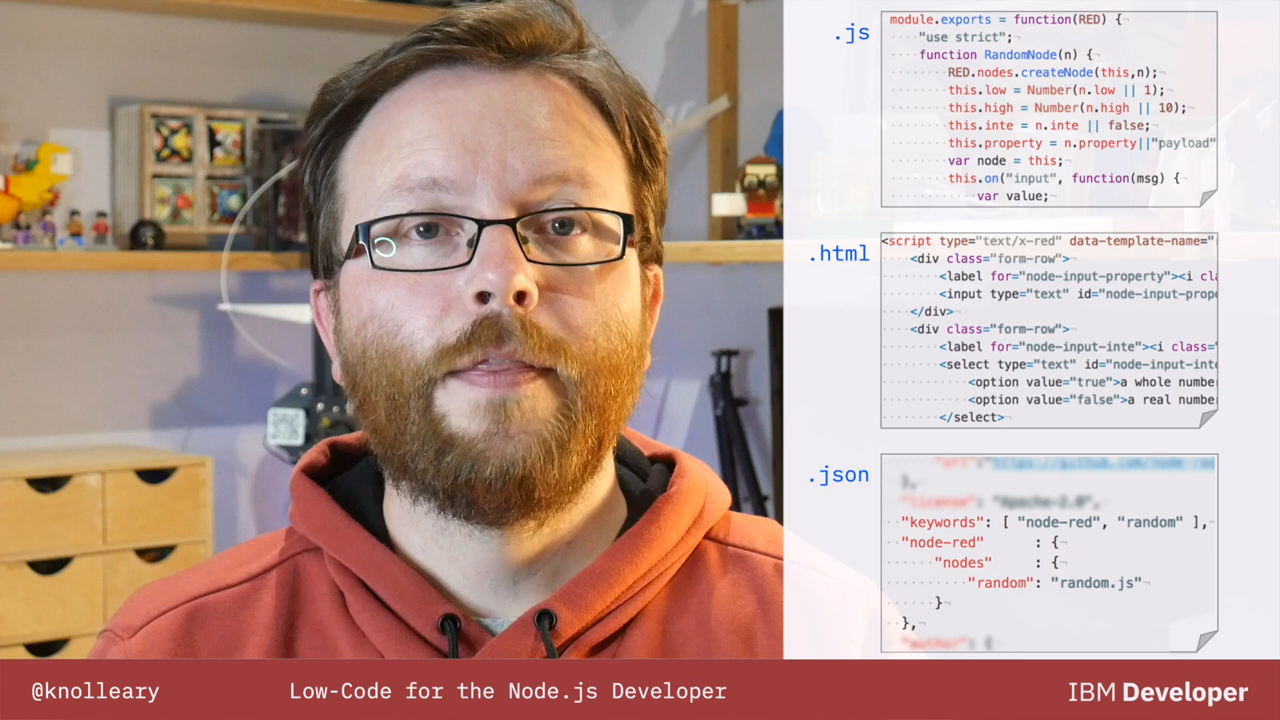 .js
module.exports = function(RED) {
"use strict";
function RandomNode(n) {
RED.nodes.createNode(this,n);
this.low = Number(n.low || 1);
this.high = Number(n.high || 10);
this.inte = n.inte || false;
this.property = n.property||"payload"
var node = this;
this.on("input", function(msg) {
var value;
.html
<script type="text/x-red" data-template-name="
<div class="form-row">
<label for="node-input-property"><i cla
<input type="text" id="node-input-prope
</div>
<div class="form-row">
<label for="node-input-inte"><i class="
<select type="text" id="node-input-inte
<option value="true">a whole numbe
<option value="false">a real numbe
</select>
.json
},
"license": "Apache-2.0",
"keywords": [ "node-red", "random" ],
"node-red" : {
"nodes" : {
"random": "random.js"
}
},
"author": {
@knolleary
Low-Code for the Node.js Developer
IBM Developer